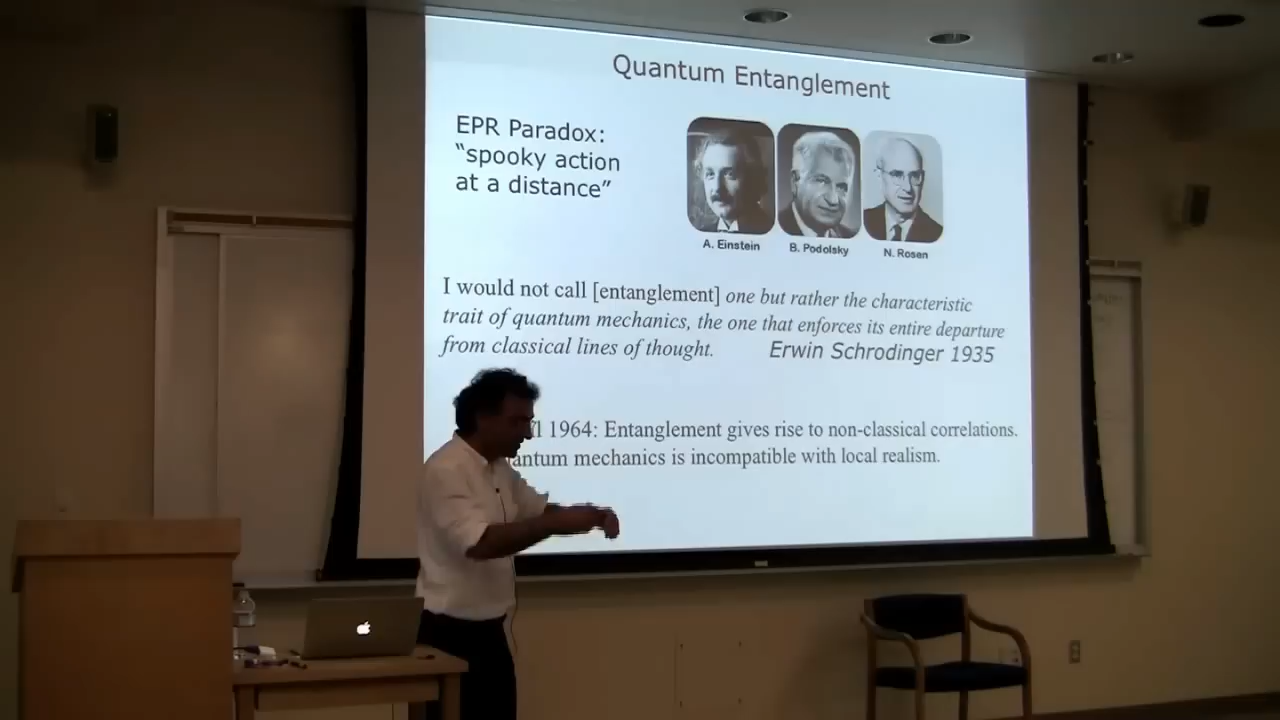 Quantum Entanglement
EPR Paradox:
“spooky action
at a distance”
A. Einstein
B. Podolsky
N. Rosen
I would not call [entanglement] one but rather the characteristic
trait of quantum mechanics, the one that enforces its entire departure
from classical lines of thought.
Erwin Schrodinger 1935
1964: Entanglement gives rise to non-classical correlations.
mechanics is incompatible with local realism.